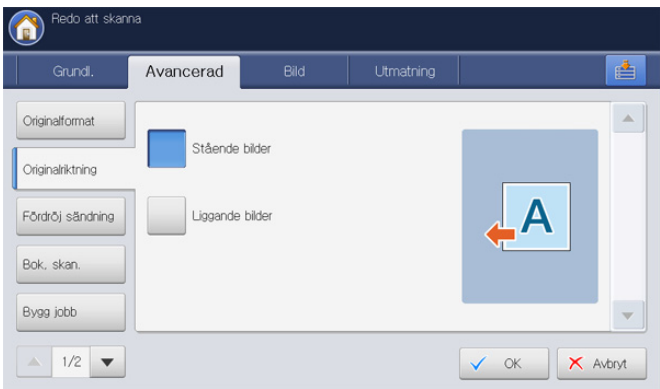 Redo att skanna
Grundl.
Avancerad
Bild
Utmatning
Originalformat
Originalriktning
Fördröj sändning
Bok. skan.
Bygg jobb
Stående bilder
Liggande bilder
A
1/2
OK
Avbryt